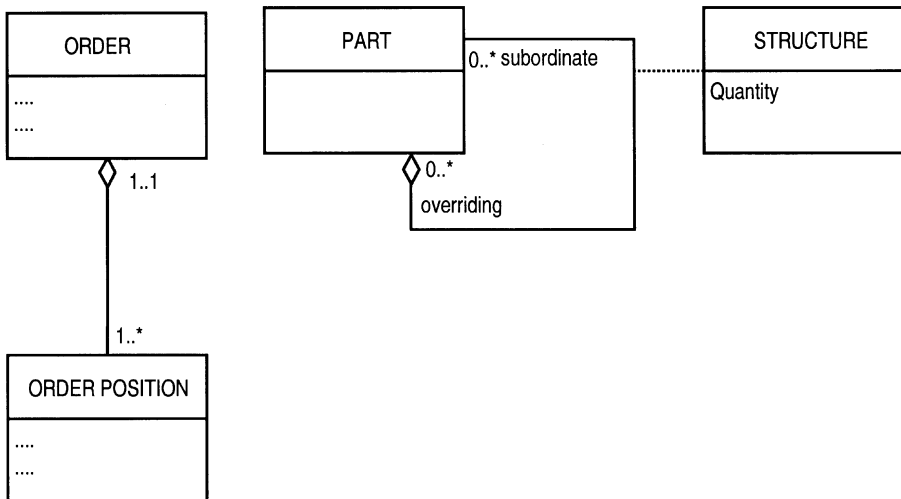 ORDER
....
....
1..1
1..*
ORDER POSITION
....
....
PART
0..* subordinate
0..*
overriding
STRUCTURE
Quantity